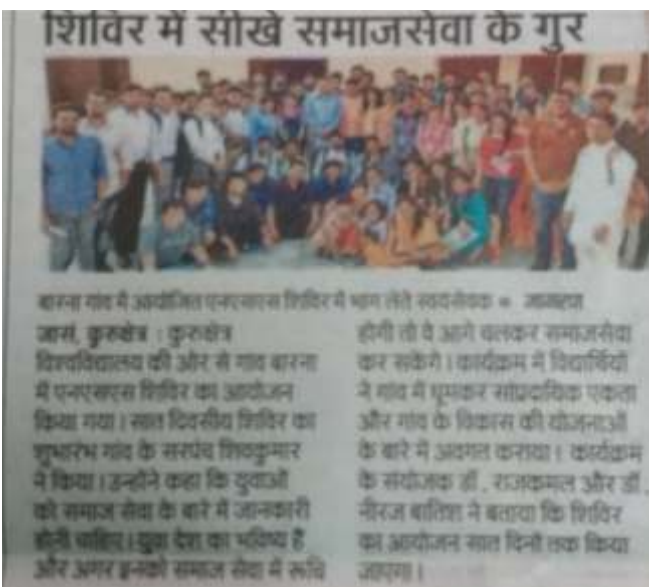 शिविर में सीखे समाजसेवा के गुर
बारना गांव में आयोजित एनएसएस शिविर में भाग लेते स्वयंसेवक ● जागरण
जासं, कुरुक्षेत्र : कुरुक्षेत्र
विश्वविद्यालय की ओर से गांव बारना
में एनएसएस शिविर का आयोजन
किया गया। सात दिवसीय शिविर का
शुभारंभ गांव के सरपंच शिवकुमार
ने किया। उन्होंने कहा कि युवाओं
को समाज सेवा के बारे में जानकारी
होनी चाहिए। युवा देश का भविष्य हैं
और अगर इनको समाज सेवा में रूचि
होगी तो वे आगे चलकर समाजसेवा
कर सकेंगे। कार्यक्रम में विद्यार्थियों
ने गांव में घूमकर सांप्रदायिक एकता
और गांव के विकास की योजनाओं
के बारे में अवगत कराया। कार्यक्रम
के संयोजक डॉ. राजकमल और डॉ.
नीरज बातिश ने बताया कि शिविर
का आयोजन सात दिनों तक किया
जाएगा।